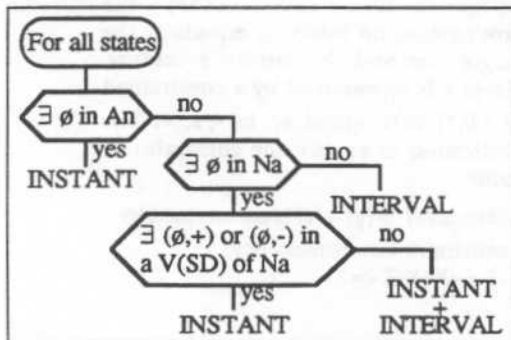 For all states
∃ ø in An
no
yes
INSTANT
∃ ø in Na
no
yes
INTERVAL
∃ (ø,+) or (ø,-) in
a V(SD) of Na
no
yes
INSTANT
INSTANT
+
INTERVAL